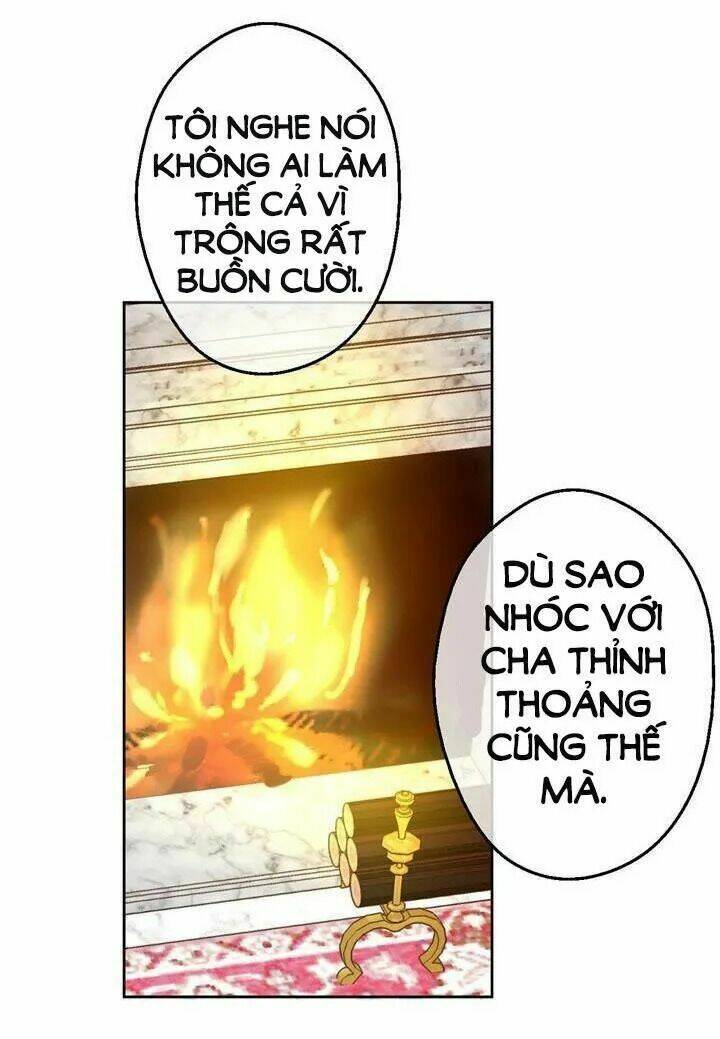 TÔI NGHE NÓI
KHÔNG AI LÀM
THẾ CẢ VÌ
TRÔNG RẤT
BUỒN CƯỜI.
DÙ SAO
NHÓC VỚI
CHA THỈNH
THOẢNG
CŨNG THẾ
MÀ.